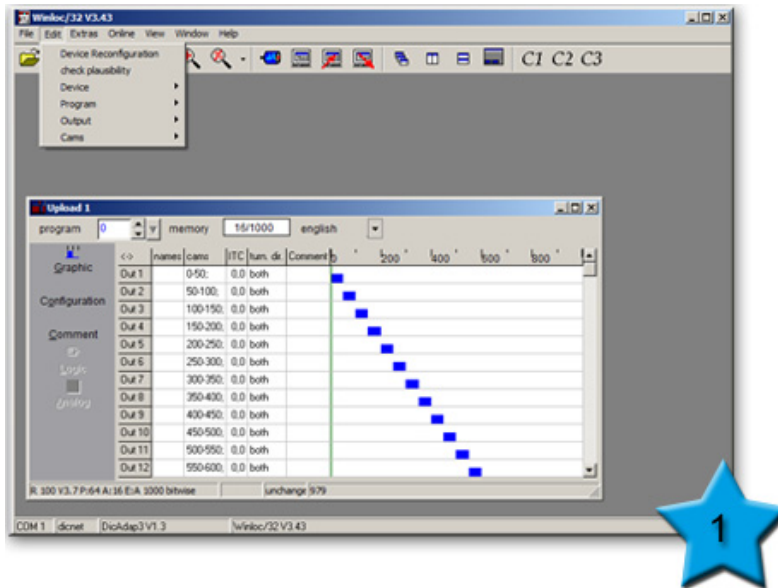 Winloc/32 V3.43
File Edit Extras Online View Window Help
Device Reconfiguration
check plausibility
Device
Program
Output
Cams
C1 C2 C3
Upload 1
program 0 memory 16/1000 english
<-> names cams ITC turn. dir. Comment 0 200 400 600 800
Graphic
Configuration
Comment
Logic
Analog
Out 1 0-50; 0,0 both
Out 2 50-100; 0,0 both
Out 3 100-150; 0,0 both
Out 4 150-200; 0,0 both
Out 5 200-250; 0,0 both
Out 6 250-300; 0,0 both
Out 7 300-350; 0,0 both
Out 8 350-400; 0,0 both
Out 9 400-450; 0,0 both
Out 10 450-500; 0,0 both
Out 11 500-550; 0,0 both
Out 12 550-600; 0,0 both
R 100 V3.7 P:64 A:16 E:A 1000 bitwise unchange 979
COM 1 dicnet DicAdap3 V1.3 Winloc/32 V3.43
1